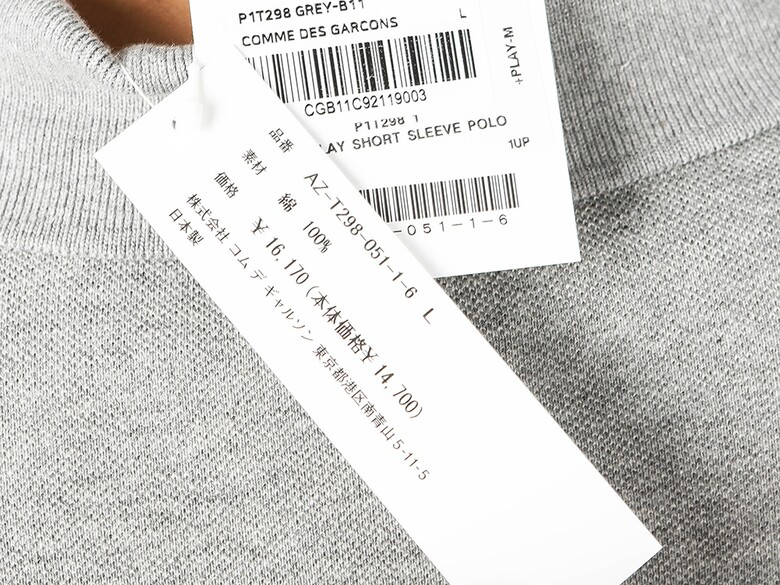 P1T298 GREY-B11
COMME DES GARCONS L
CGB11C92119003
P1T298 1
LAY SHORT SLEEVE POLO
1UP
+PLAY-M
-051-1-6
品番 AZ-T298-051-1-6 L
素材 綿 100%
価格 ¥16,170(本体価格¥14,700)
株式会社 コム デ ギャルソン 東京都港区南青山5-11-5
日本製